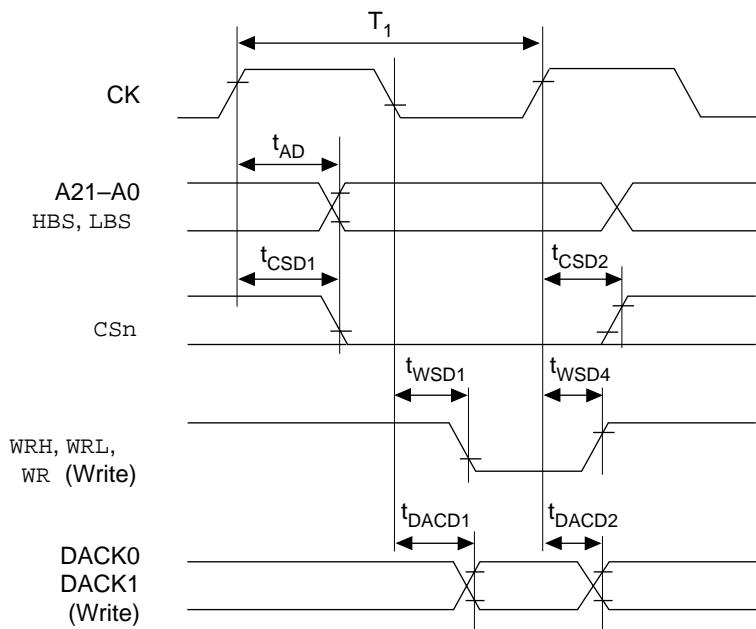 T1
CK
tAD
A21–A0
HBS, LBS
tCSD1
tCSD2
CSn
tWSD1
tWSD4
WRH, WRL,
WR (Write)
tDACD1
tDACD2
DACK0
DACK1
(Write)